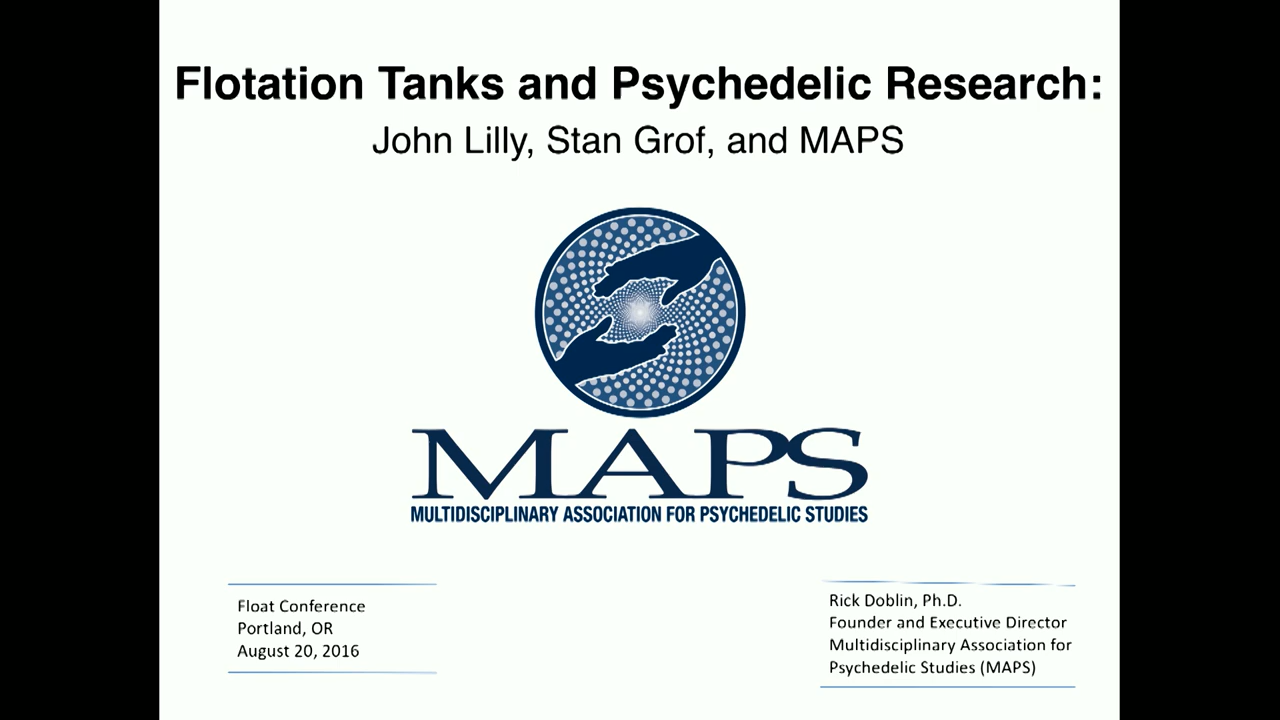 Flotation Tanks and Psychedelic Research:
John Lilly, Stan Grof, and MAPS
MAPS
MULTIDISCIPLINARY ASSOCIATION FOR PSYCHEDELIC STUDIES
Float Conference
Portland, OR
August 20, 2016
Rick Doblin, Ph.D.
Founder and Executive Director
Multidisciplinary Association for
Psychedelic Studies (MAPS)